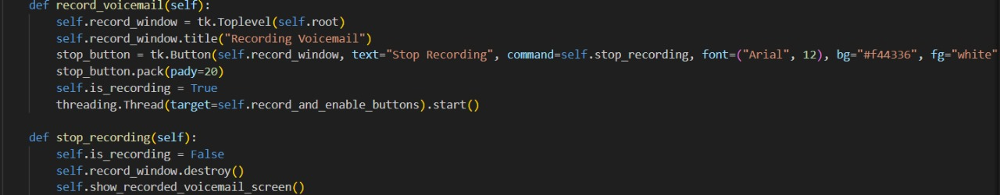 def record_voicemail(self):
    self.record_window = tk.Toplevel(self.root)
    self.record_window.title("Recording Voicemail")
    stop_button = tk.Button(self.record_window, text="Stop Recording", command=self.stop_recording, font=("Arial", 12), bg="#f44336", fg="white"
    stop_button.pack(pady=20)
    self.is_recording = True
    threading.Thread(target=self.record_and_enable_buttons).start()
def stop_recording(self):
    self.is_recording = False
    self.record_window.destroy()
    self.show_recorded_voicemail_screen()